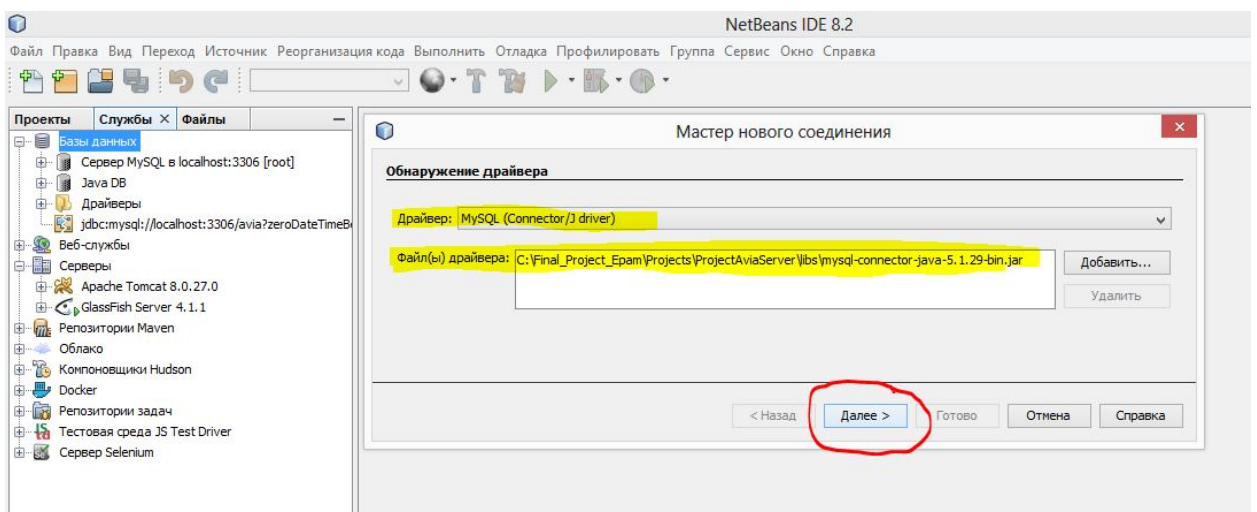 NetBeans IDE 8.2
Файл Правка Вид Переход Источник Реорганизация кода Выполнить Отладка Профилировать Группа Сервис Окно Справка
Проекты Службы × Файлы
Базы данных
Сервер MySQL в localhost:3306 [root]
Java DB
Драйверы
jdbc:mysql://localhost:3306/avia?zeroDateTimeB
Веб-службы
Серверы
Apache Tomcat 8.0.27.0
GlassFish Server 4.1.1
Репозитории Maven
Облако
Компоновщики Hudson
Docker
Репозитории задач
Тестовая среда JS Test Driver
Сервер Selenium
Мастер нового соединения
Обнаружение драйвера
Драйвер: MySQL (Connector/J driver)
Файл(ы) драйвера: C:\Final_Project_Epam\Projects\ProjectAviaServer\libs\mysql-connector-java-5.1.29-bin.jar
Добавить...
Удалить
< Назад Далее > Готово Отмена Справка